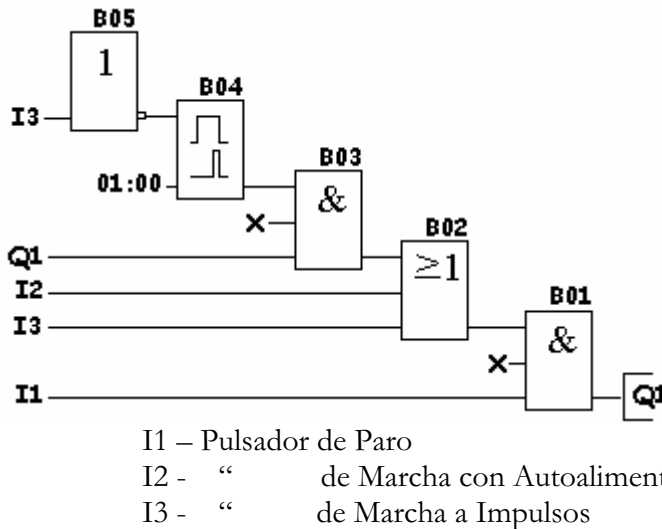 B05
1
B04
I3
B03
01:00
&
×
B02
Q1
≥1
I2
B01
I3
&
×
I1
Q1
I1 – Pulsador de Paro
I2 - “ de Marcha con Autoaliment
I3 - “ de Marcha a Impulsos